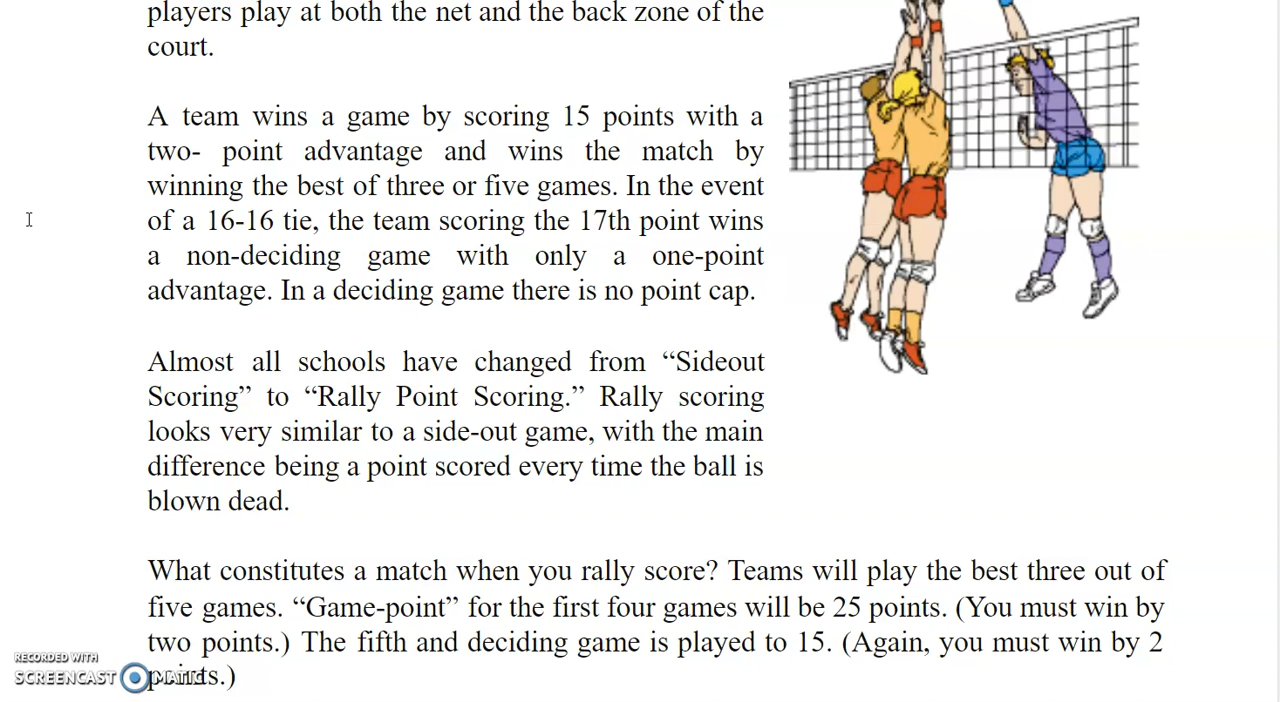 players play at both the net and the back zone of the
court.
A team wins a game by scoring 15 points with a
two- point advantage and wins the match by
winning the best of three or five games. In the event
of a 16-16 tie, the team scoring the 17th point wins
a non-deciding game with only a one-point
advantage. In a deciding game there is no point cap.
Almost all schools have changed from “Sideout
Scoring” to “Rally Point Scoring.” Rally scoring
looks very similar to a side-out game, with the main
difference being a point scored every time the ball is
blown dead.
What constitutes a match when you rally score? Teams will play the best three out of
five games. “Game-point” for the first four games will be 25 points. (You must win by
two points.) The fifth and deciding game is played to 15. (Again, you must win by 2
points.)
RECORDED WITH
SCREENCAST MATIC